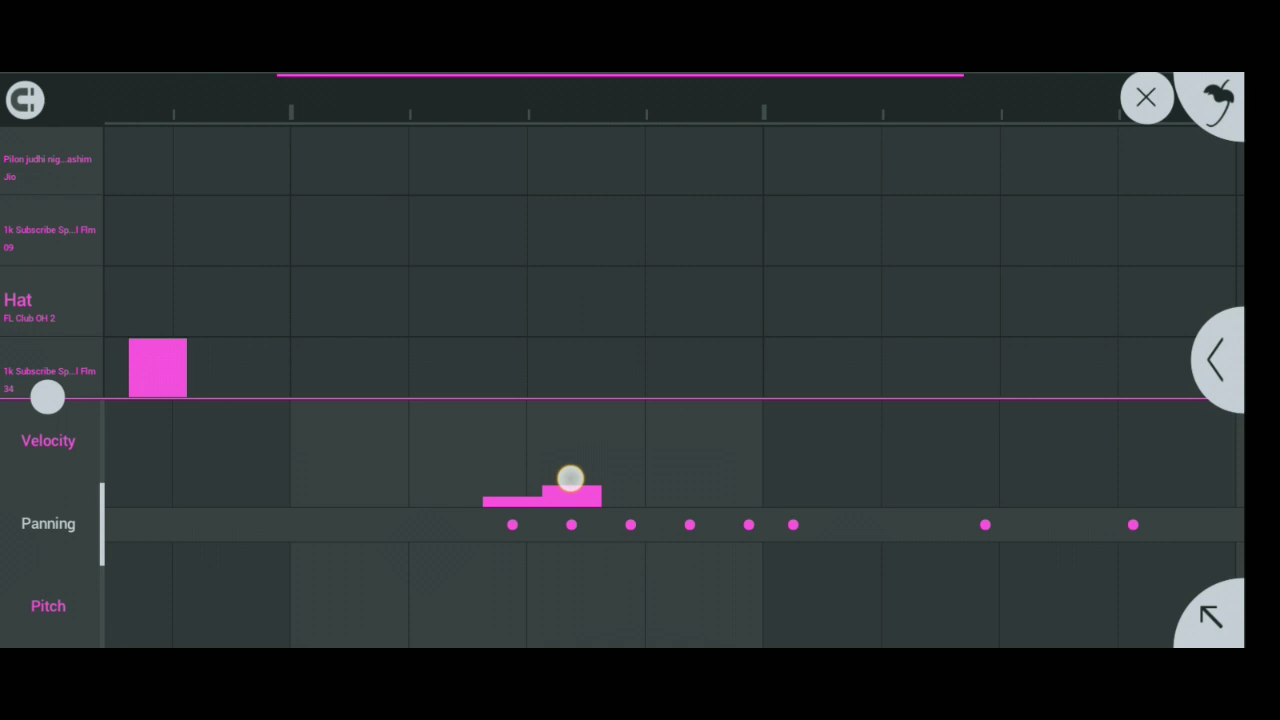 Pilon judhi nig...ashim
Jio
1k Subscribe Sp...l Flm
09
Hat
FL Club OH 2
1k Subscribe Sp...l Flm
34
Velocity
Panning
Pitch